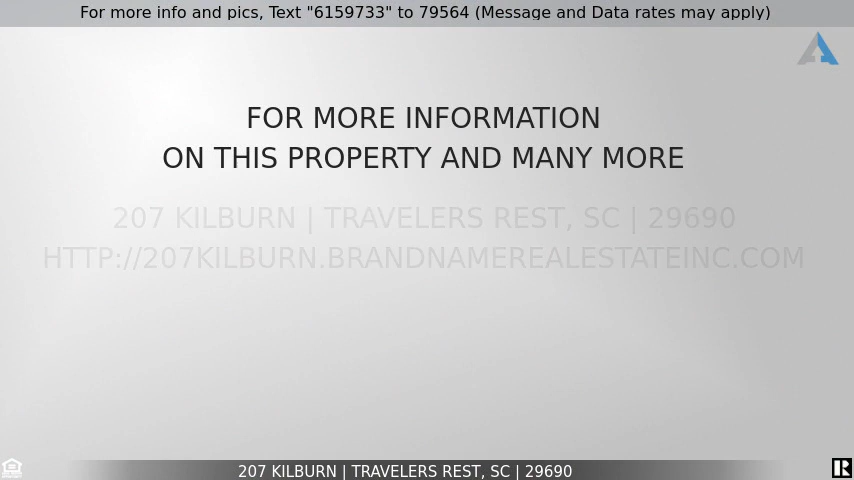 For more info and pics, Text "6159733" to 79564 (Message and Data rates may apply)
FOR MORE INFORMATION
ON THIS PROPERTY AND MANY MORE
207 KILBURN | TRAVELERS REST, SC | 29690
HTTP://207KILBURN.BRANDNAMEREALESTATEINC.COM
207 KILBURN | TRAVELERS REST, SC | 29690